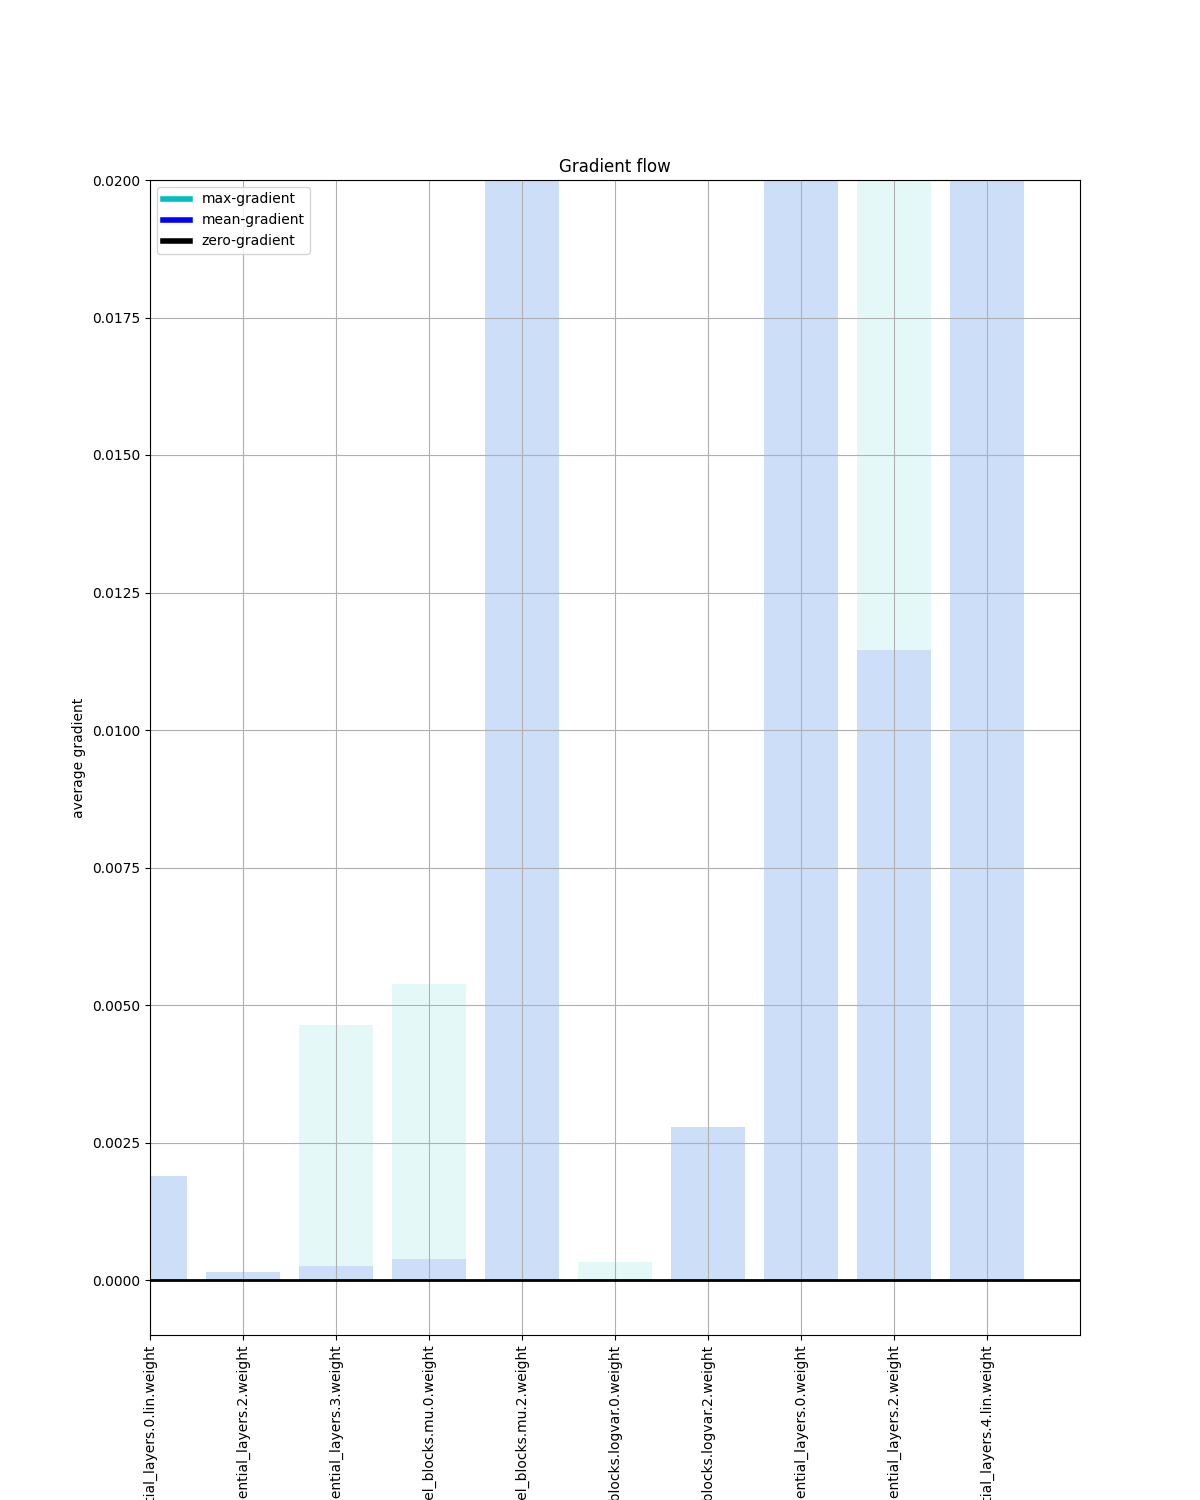 Gradient flow
max-gradient
mean-gradient
zero-gradient
0.0200
0.0175
0.0150
0.0125
0.0100
0.0075
0.0050
0.0025
0.0000
average gradient
tial_layers.0.lin.weight
ential_layers.2.weight
ential_layers.3.weight
el_blocks.mu.0.weight
el_blocks.mu.2.weight
blocks.logvar.0.weight
blocks.logvar.2.weight
ential_layers.0.weight
ential_layers.2.weight
tial_layers.4.lin.weight